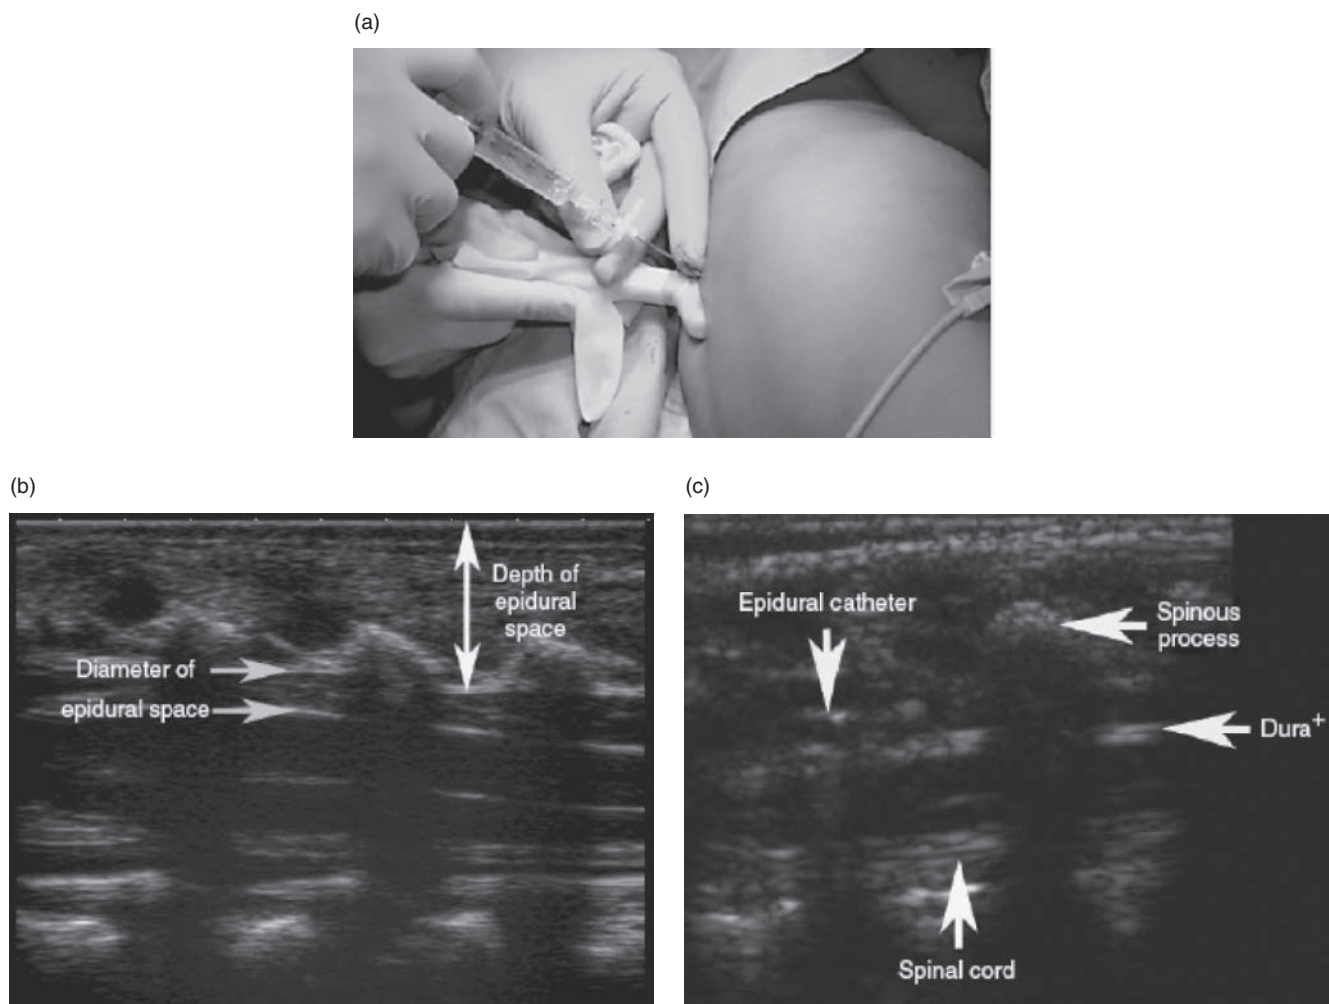 (a)
(b)
(c)
Depth of
epidural
space
Diameter of
epidural space
Epidural catheter
Spinous
process
Dura+
Spinal cord